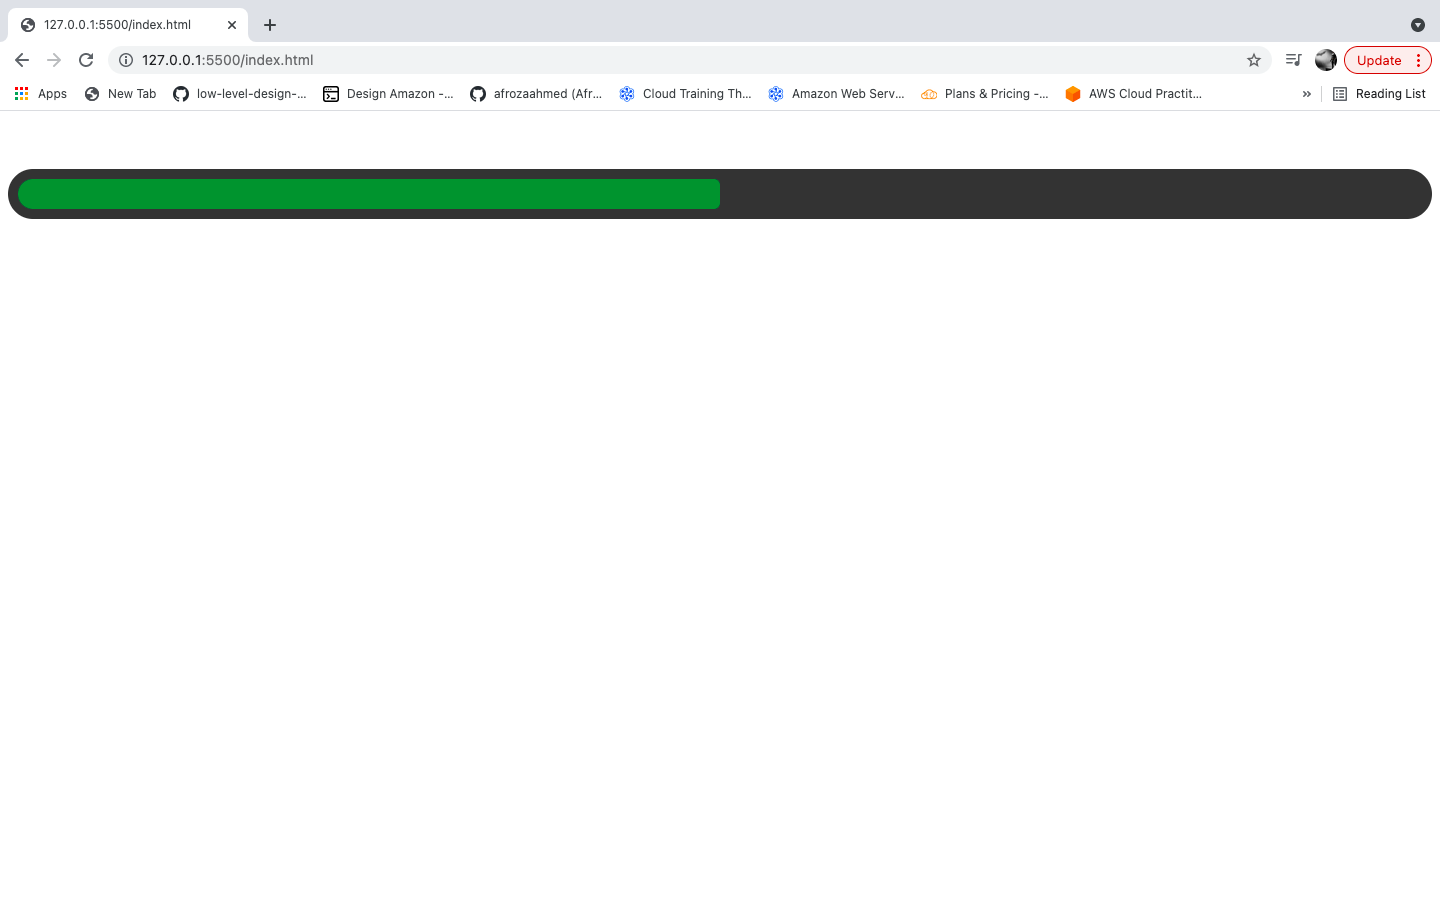 127.0.0.1:5500/index.html
127.0.0.1:5500/index.html Update
Apps New Tab low-level-design-... Design Amazon -... afrozaahmed (Afr... Cloud Training Th... Amazon Web Serv... Plans & Pricing -... AWS Cloud Practit... » Reading List